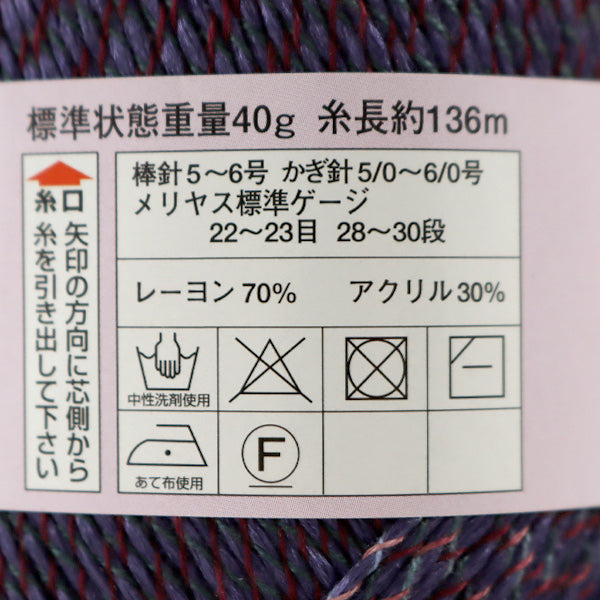 標準状態重量40g 糸長約136m
糸口
矢印の方向に芯側から
糸を引き出して下さい
棒針5〜6号 かぎ針5/0〜6/0号
メリヤス標準ゲージ
22〜23目 28〜30段
レーヨン70% アクリル30%
中性洗剤使用
あて布使用
F